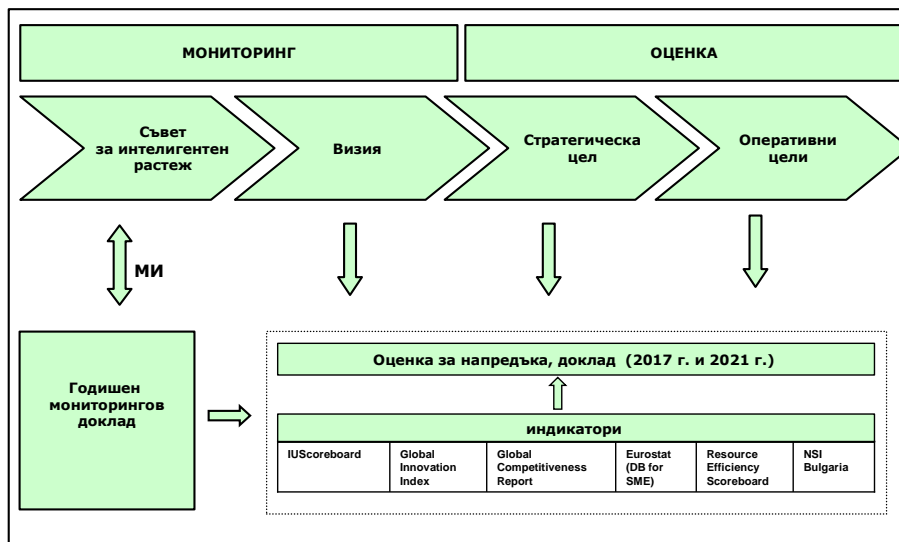 МОНИТОРИНГ
ОЦЕНКА
Съвет
за интелигентен
растеж
Визия
Стратегическа
цел
Оперативни
цели
МИ
Годишен
мониторингов
доклад
Оценка за напредъка, доклад (2017 г. и 2021 г.)
индикатори
IUScoreboard
Global
Innovation
Index
Global
Competitiveness
Report
Eurostat
(DB for
SME)
Resource
Efficiency
Scoreboard
NSI
Bulgaria